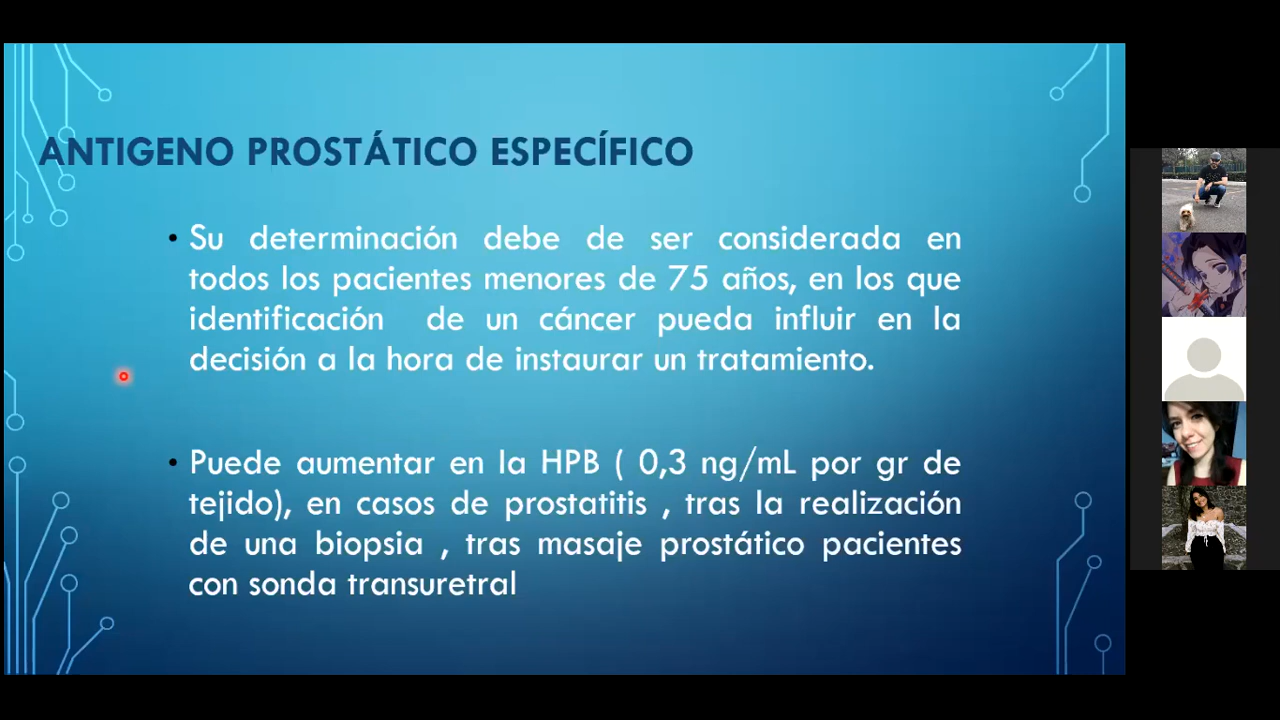 ANTIGENO PROSTÁTICO ESPECÍFICO
• Su determinación debe de ser considerada en
todos los pacientes menores de 75 años, en los que
identificación de un cáncer pueda influir en la
decisión a la hora de instaurar un tratamiento.
• Puede aumentar en la HPB ( 0,3 ng/mL por gr de
tejido), en casos de prostatitis , tras la realización
de una biopsia , tras masaje prostático pacientes
con sonda transuretral